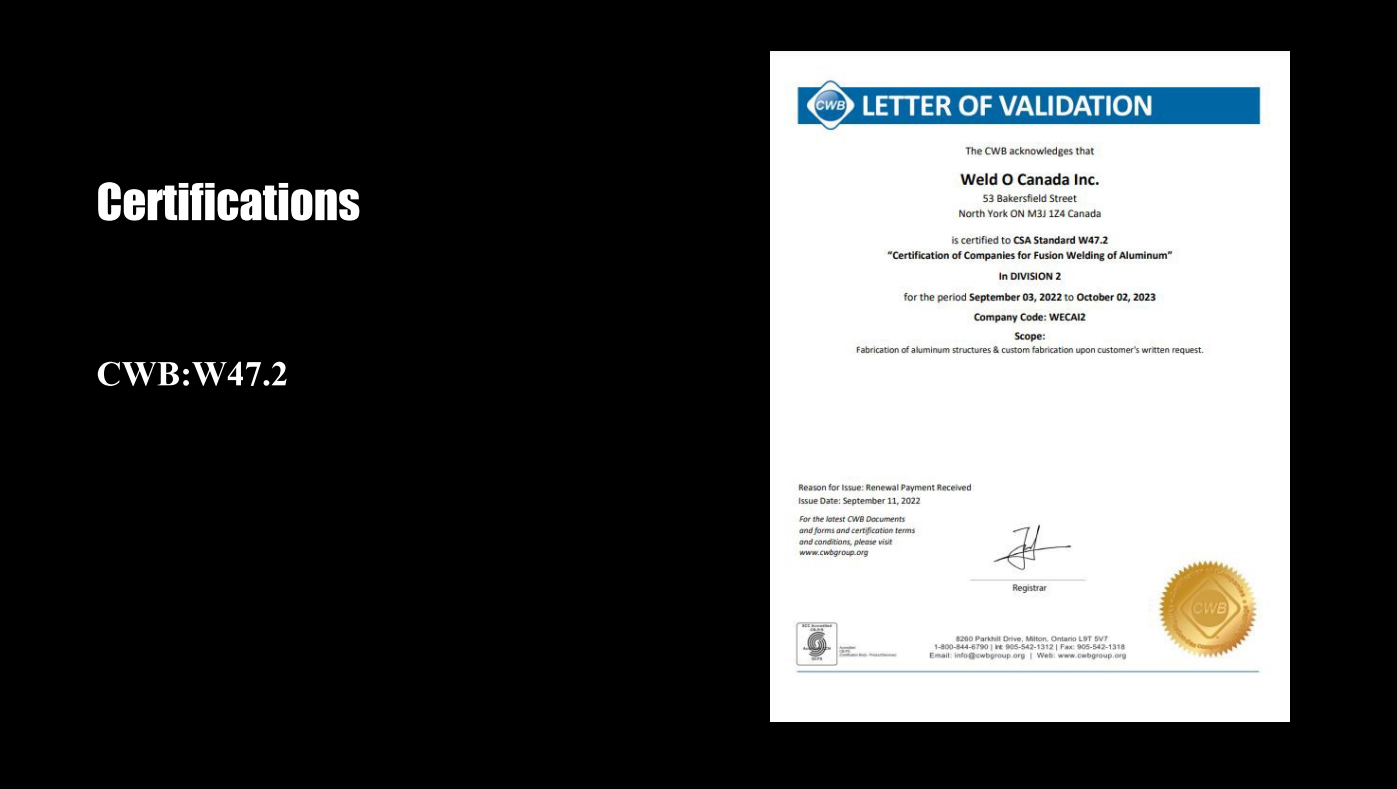 Certifications
CWB:W47.2
CWB LETTER OF VALIDATION
The CWB acknowledges that
Weld O Canada Inc.
53 Bakersfield Street
North York ON M3J 1Z4 Canada
is certified to CSA Standard W47.2
“Certification of Companies for Fusion Welding of Aluminum”
In DIVISION 2
for the period September 03, 2022 to October 02, 2023
Company Code: WECAI2
Scope:
Fabrication of aluminum structures & custom fabrication upon customer's written request.
Reason for Issue: Renewal Payment Received
Issue Date: September 11, 2022
For the latest CWB Documents
and forms and certification terms
and conditions, please visit
www.cwbgroup.org
Registrar
CWB
SCC Accredited
8260 Parkhill Drive, Milton, Ontario L9T 5V7
1-800-844-6790 | Int: 905-542-1312 | Fax: 905-542-1318
Email: info@cwbgroup.org | Web: www.cwbgroup.org